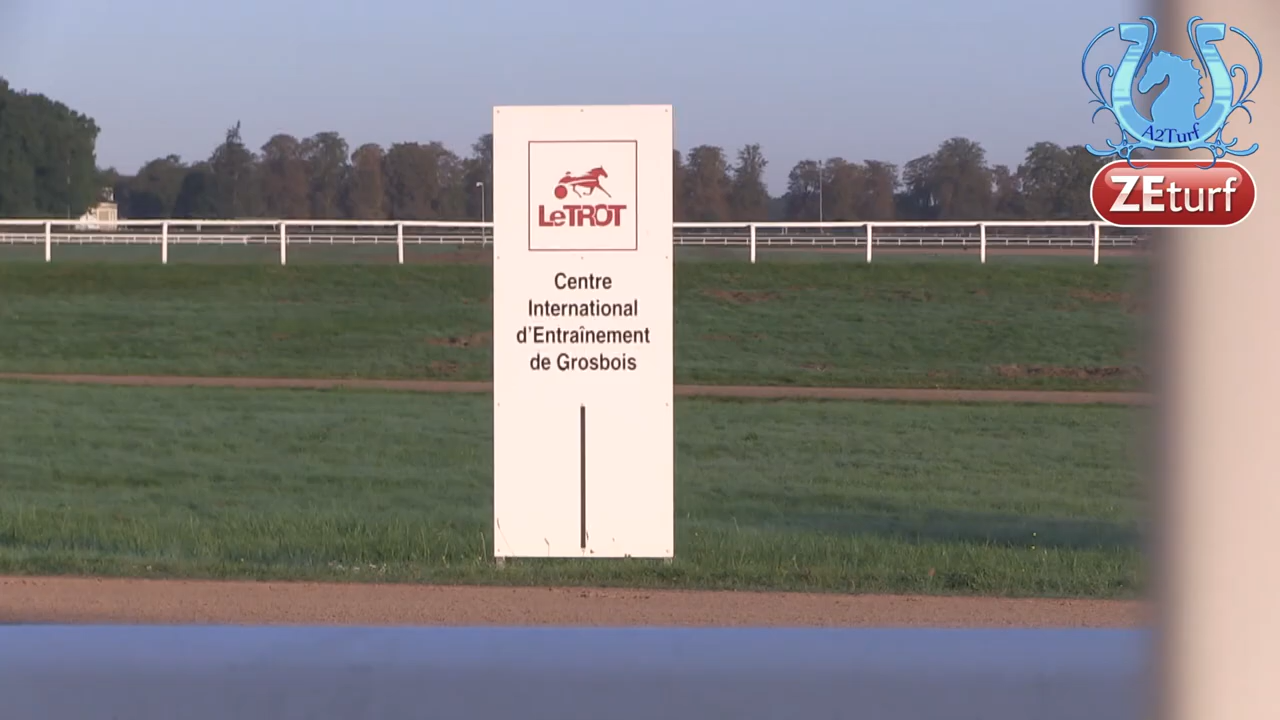 A2Turf
ZEturf
LeTROT
Centre
International
d'Entraînement
de Grosbois